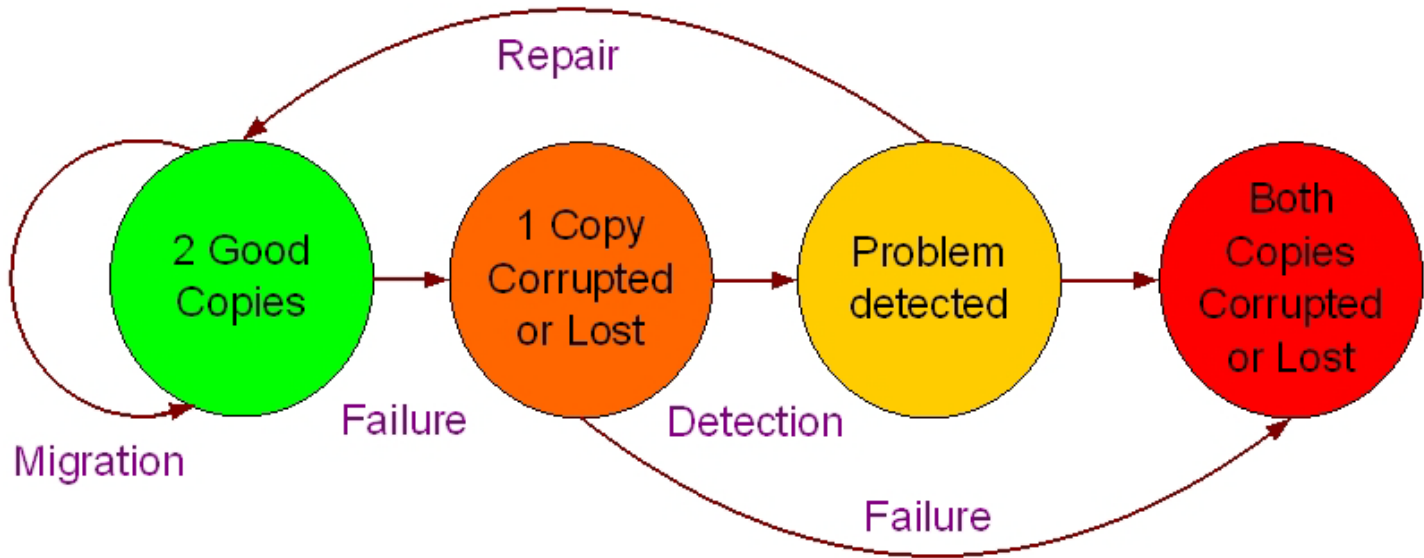 Repair
2 Good
Copies
1 Copy
Corrupted
or Lost
Problem
detected
Both
Copies
Corrupted
or Lost
Migration
Failure
Detection
Failure